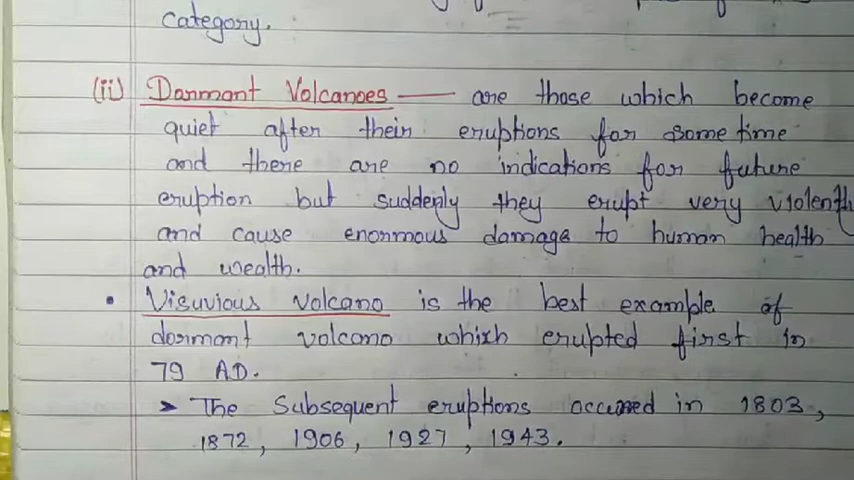 category.
(ii) Dormant Volcanoes — are those which become
quiet after their eruptions for some time
and there are no indications for future
eruption but suddenly they erupt very violently
and cause enormous damage to human health
and wealth.
• Visuvious volcano is the best example of
dormant volcano which erupted first in
79 A.D.
➤ The Subsequent eruptions occurred in 1803,
1872, 1906, 1927, 1943.